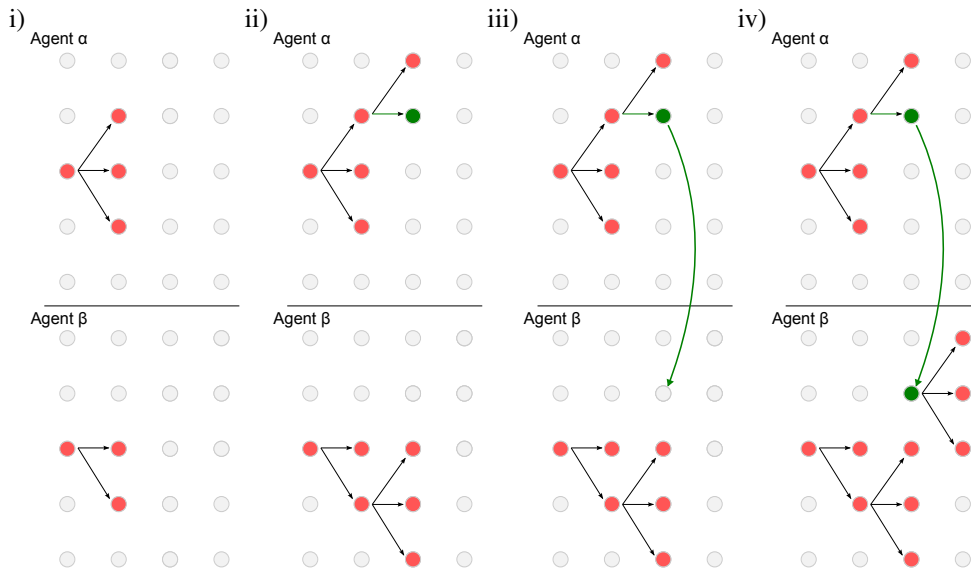 i)
ii)
iii)
iv)
Agent α
Agent α
Agent α
Agent α
Agent β
Agent β
Agent β
Agent β